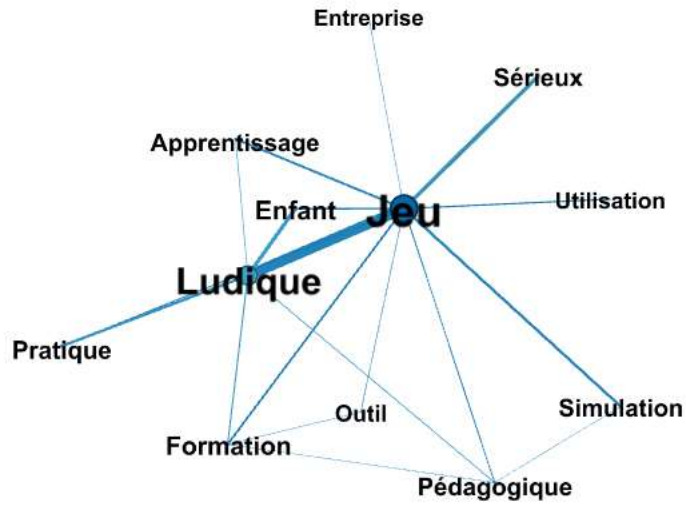 Entreprise
Sérieux
Apprentissage
Utilisation
Enfant
Jeu
Ludique
Pratique
Simulation
Outil
Formation
Pédagogique